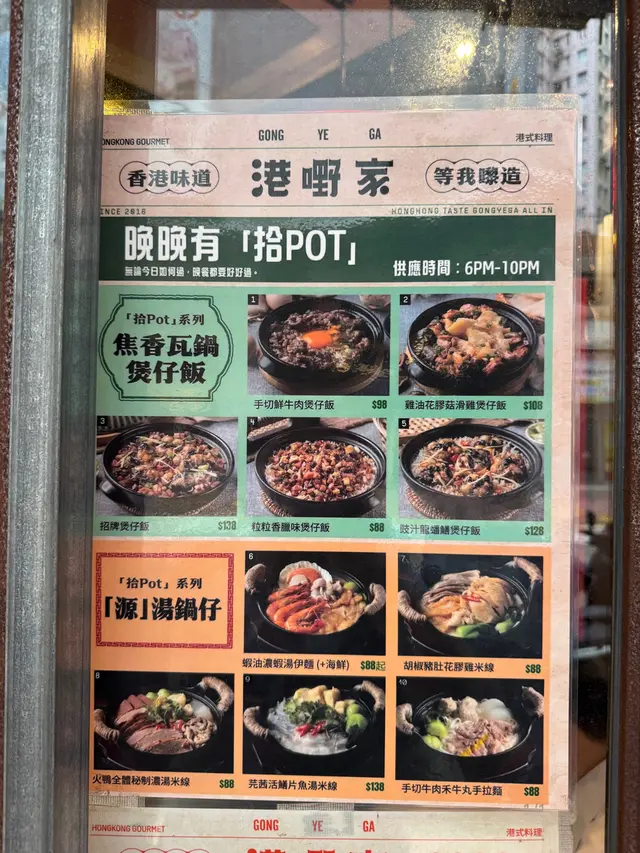 HONGKONG GOURMET
GONG YE GA
港式料理
香港味道
港嘢家
等我嚟造
SINCE 2016
HONGKONG TASTE GONGYEGA ALL IN
晚晚有「拾POT」
無論今日如何過，晚餐都要好好過。
供應時間：6PM-10PM
「拾Pot」系列
焦香瓦鍋
煲仔飯
1
手切鮮牛肉煲仔飯 $98
2
雞油花膠菇滑雞煲仔飯 $108
3
招牌煲仔飯 $138
4
粒粒香臘味煲仔飯 $88
5
豉汁龍蟠鱔煲仔飯 $128
「拾Pot」系列
「源」湯鍋仔
6
蝦油濃蝦湯伊麵 (+海鮮) $88起
7
胡椒豬肚花膠雞米線 $88
8
火鴨全體秘制濃湯米線 $88
9
芫茜活鱔片魚湯米線 $138
10
手切牛肉禾牛丸手拉麵 $88
HONGKONG GOURMET
GONG YE GA
港式料理